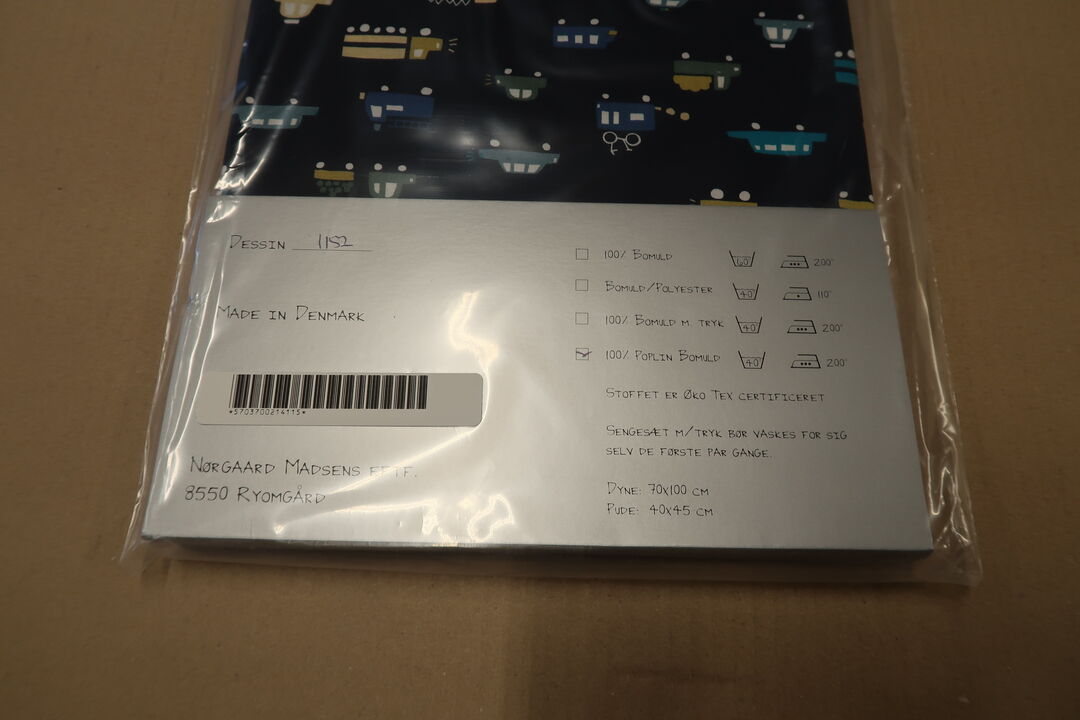 DESSIN 1152
MADE IN DENMARK
*5703700214115*
NØRGAARD MADSENS EFTF.
8550 RYOMGÅRD
100% BOMULD 60 200°
BOMULD/POLYESTER 40 110°
100% BOMULD M. TRYK 40 200°
100% POPLIN BOMULD 40 200°
STOFFET ER ØKO TEX CERTIFICERET
SENGESÆT M/TRYK BØR VASKES FOR SIG
SELV DE FØRSTE PAR GANGE.
DYNE: 70X100 CM
PUDE: 40X45 CM